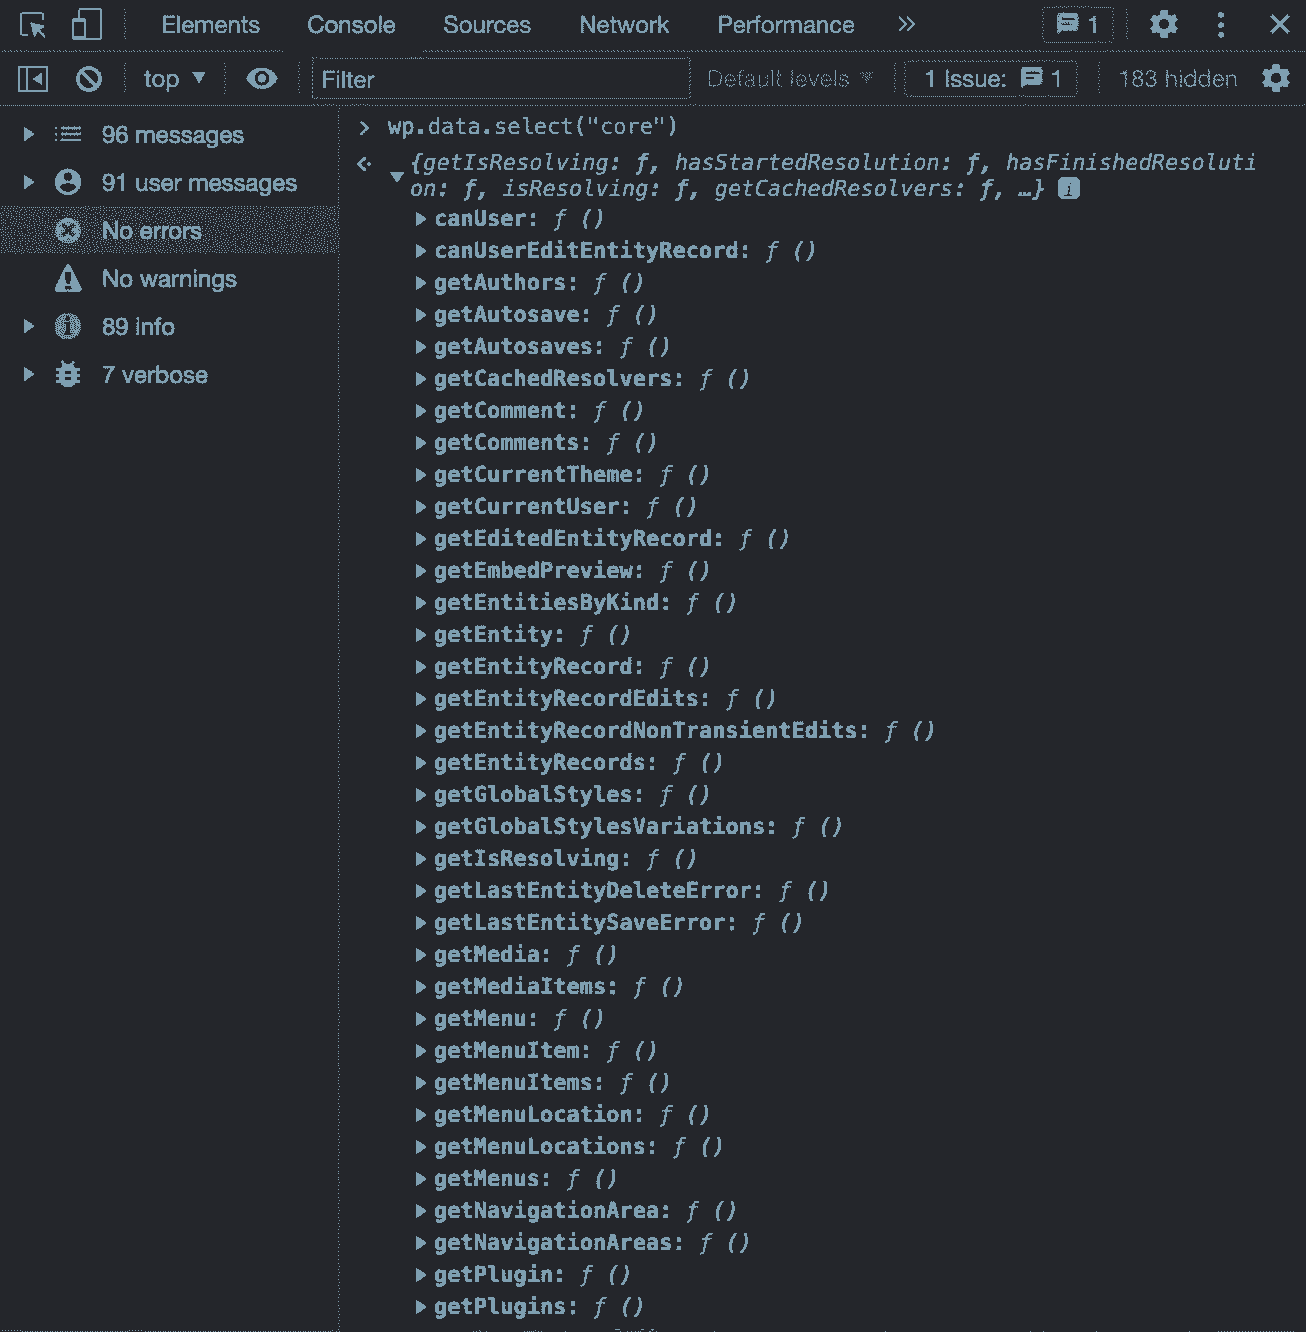 Elements Console Sources Network Performance » 1
top ▼ Filter Default levels ▼ 1 Issue: 1 183 hidden
96 messages
91 user messages
No errors
No warnings
89 info
7 verbose
> wp.data.select("core")
{getIsResolving: ƒ, hasStartedResolution: ƒ, hasFinishedResoluti
on: ƒ, isResolving: ƒ, getCachedResolvers: ƒ, …} i
canUser: ƒ ()
canUserEditEntityRecord: ƒ ()
getAuthors: ƒ ()
getAutosave: ƒ ()
getAutosaves: ƒ ()
getCachedResolvers: ƒ ()
getComment: ƒ ()
getComments: ƒ ()
getCurrentTheme: ƒ ()
getCurrentUser: ƒ ()
getEditedEntityRecord: ƒ ()
getEmbedPreview: ƒ ()
getEntitiesByKind: ƒ ()
getEntity: ƒ ()
getEntityRecord: ƒ ()
getEntityRecordEdits: ƒ ()
getEntityRecordNonTransientEdits: ƒ ()
getEntityRecords: ƒ ()
getGlobalStyles: ƒ ()
getGlobalStylesVariations: ƒ ()
getIsResolving: ƒ ()
getLastEntityDeleteError: ƒ ()
getLastEntitySaveError: ƒ ()
getMedia: ƒ ()
getMediaItems: ƒ ()
getMenu: ƒ ()
getMenuItem: ƒ ()
getMenuItems: ƒ ()
getMenuLocation: ƒ ()
getMenuLocations: ƒ ()
getMenus: ƒ ()
getNavigationArea: ƒ ()
getNavigationAreas: ƒ ()
getPlugin: ƒ ()
getPlugins: ƒ ()